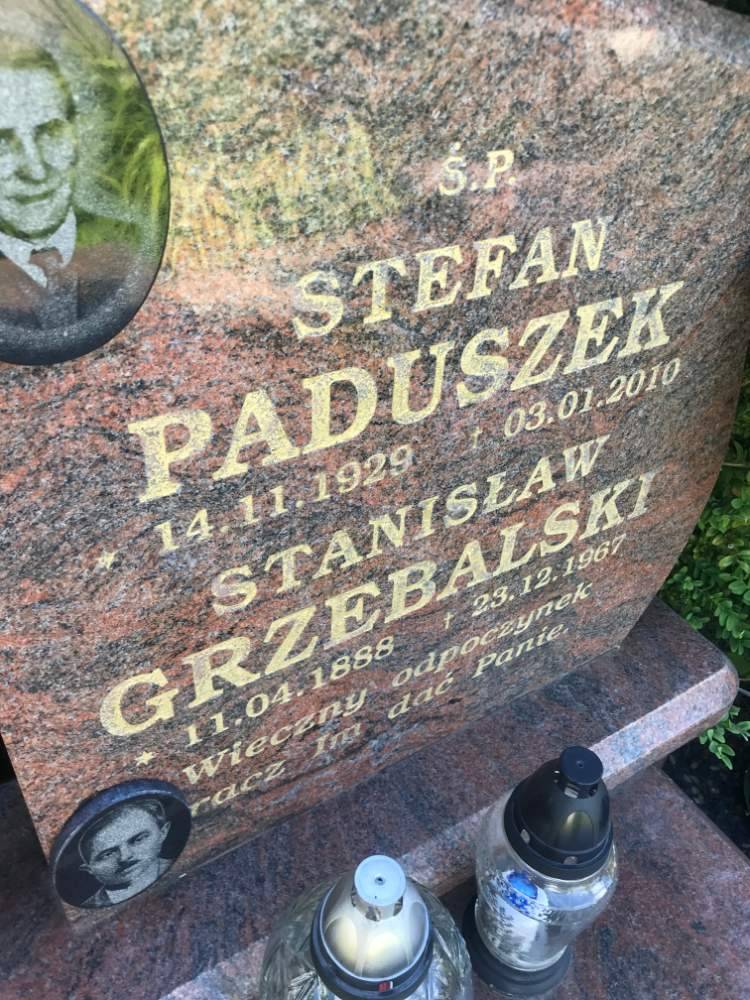 Ś.P.
STEFAN
PADUSZEK
* 14.11.1929 † 03.01.2010
STANISŁAW
GRZEBALSKI
* 11.04.1888 † 23.12.1967
Wieczny odpoczynek
racz Im dać Panie.